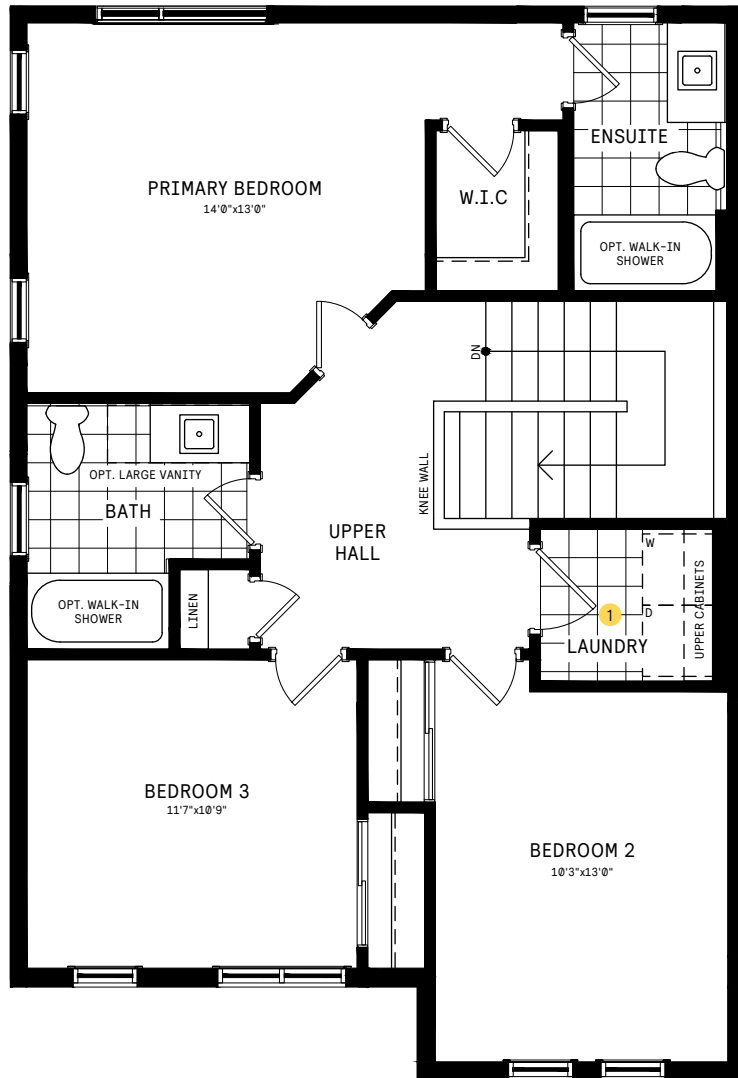 ENSUITE
PRIMARY BEDROOM
14'0"x13'0"
W.I.C
OPT. WALK-IN
SHOWER
DN
KNEE WALL
OPT. LARGE VANITY
BATH
UPPER
HALL
OPT. WALK-IN
SHOWER
LINEN
W
D
1
LAUNDRY
UPPER CABINETS
BEDROOM 3
11'7"x10'9"
BEDROOM 2
10'3"x13'0"